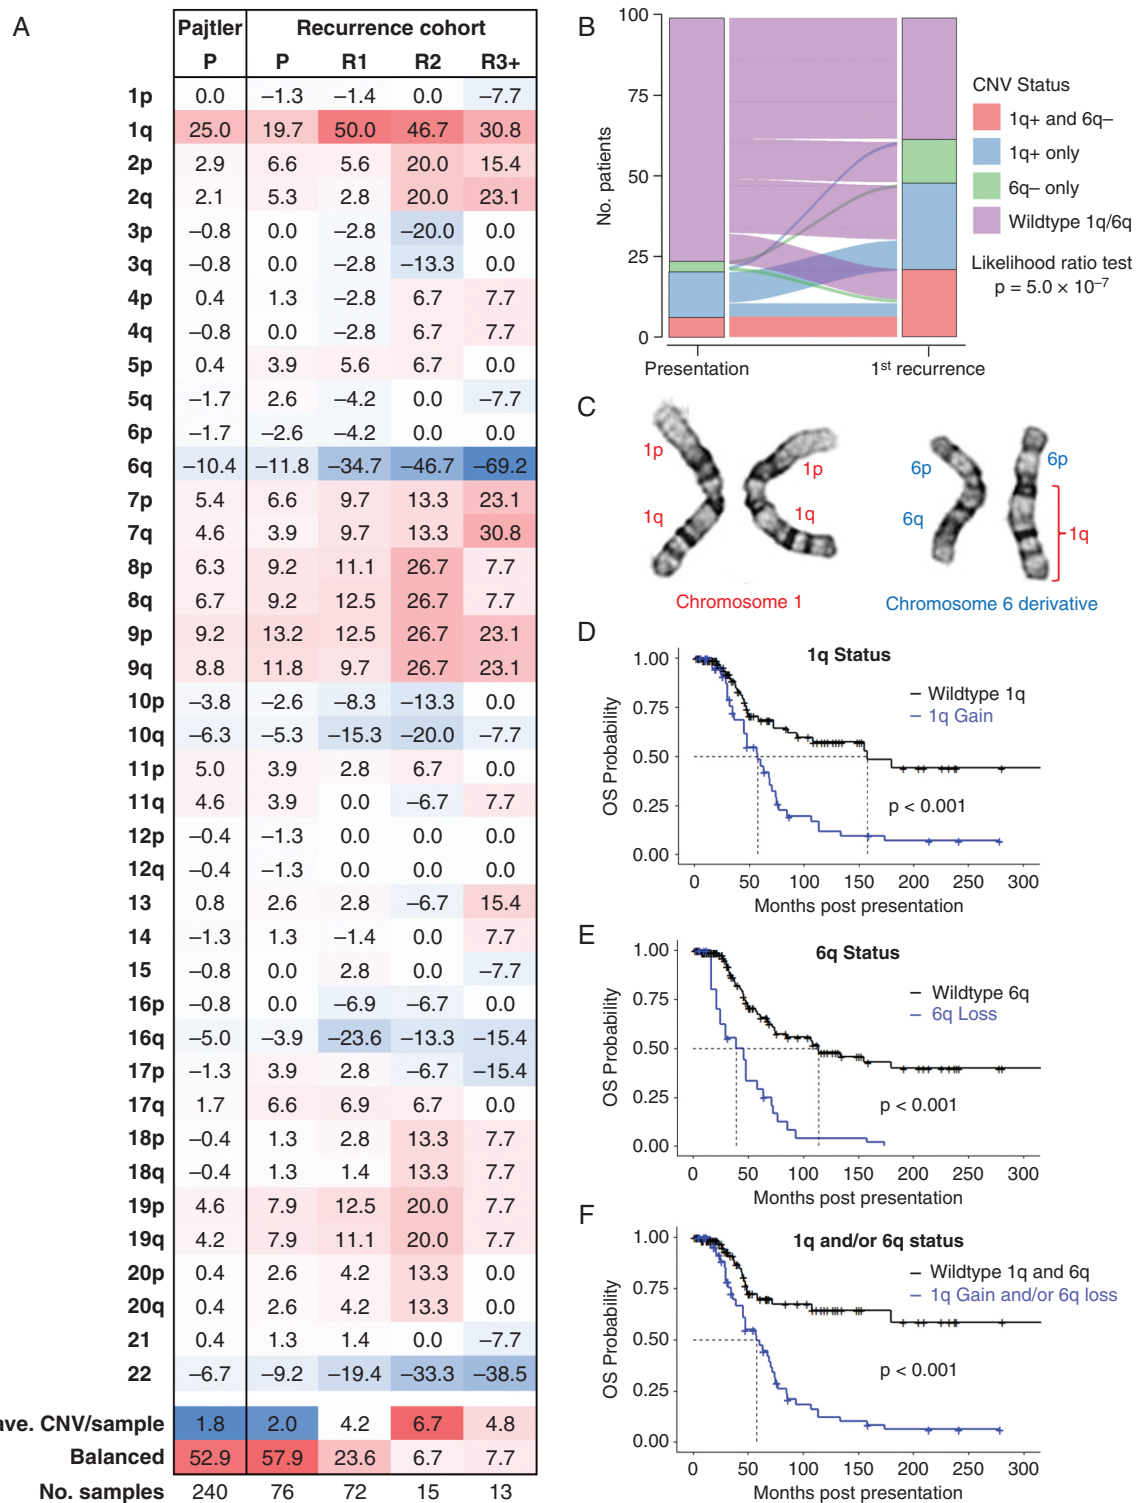 A
Pajtler Recurrence cohort
P P R1 R2 R3+
1p 0.0 −1.3 −1.4 0.0 −7.7
1q 25.0 19.7 50.0 46.7 30.8
2p 2.9 6.6 5.6 20.0 15.4
2q 2.1 5.3 2.8 20.0 23.1
3p −0.8 0.0 −2.8 −20.0 0.0
3q −0.8 0.0 −2.8 −13.3 0.0
4p 0.4 1.3 −2.8 6.7 7.7
4q −0.8 0.0 −2.8 6.7 7.7
5p 0.4 3.9 5.6 6.7 0.0
5q −1.7 2.6 −4.2 0.0 −7.7
6p −1.7 −2.6 −4.2 0.0 0.0
6q −10.4 −11.8 −34.7 −46.7 −69.2
7p 5.4 6.6 9.7 13.3 23.1
7q 4.6 3.9 9.7 13.3 30.8
8p 6.3 9.2 11.1 26.7 7.7
8q 6.7 9.2 12.5 26.7 7.7
9p 9.2 13.2 12.5 26.7 23.1
9q 8.8 11.8 9.7 26.7 23.1
10p −3.8 −2.6 −8.3 −13.3 0.0
10q −6.3 −5.3 −15.3 −20.0 −7.7
11p 5.0 3.9 2.8 6.7 0.0
11q 4.6 3.9 0.0 −6.7 7.7
12p −0.4 −1.3 0.0 0.0 0.0
12q −0.4 −1.3 0.0 0.0 0.0
13 0.8 2.6 2.8 −6.7 15.4
14 −1.3 1.3 −1.4 0.0 7.7
15 −0.8 0.0 2.8 0.0 −7.7
16p −0.8 0.0 −6.9 −6.7 0.0
16q −5.0 −3.9 −23.6 −13.3 −15.4
17p −1.3 3.9 2.8 −6.7 −15.4
17q 1.7 6.6 6.9 6.7 0.0
18p −0.4 1.3 2.8 13.3 7.7
18q −0.4 1.3 1.4 13.3 7.7
19p 4.6 7.9 12.5 20.0 7.7
19q 4.2 7.9 11.1 20.0 7.7
20p 0.4 2.6 4.2 13.3 0.0
20q 0.4 2.6 4.2 13.3 0.0
21 0.4 1.3 1.4 0.0 −7.7
22 −6.7 −9.2 −19.4 −33.3 −38.5
ave. CNV/sample 1.8 2.0 4.2 6.7 4.8
Balanced 52.9 57.9 23.6 6.7 7.7
No. samples 240 76 72 15 13
B
No. patients
100
75
50
25
0
Presentation
1st recurrence
CNV Status
1q+ and 6q−
1q+ only
6q− only
Wildtype 1q/6q
Likelihood ratio test
p = 5.0 × 10−7
C
1p
1q
1p
1q
Chromosome 1
6p
6q
6p
1q
Chromosome 6 derivative
D
1q Status
OS Probability
1.00
0.75
0.50
0.25
0.00
Wildtype 1q
1q Gain
p < 0.001
0 50 100 150 200 250 300
Months post presentation
E
6q Status
OS Probability
1.00
0.75
0.50
0.25
0.00
Wildtype 6q
6q Loss
p < 0.001
0 50 100 150 200 250 300
Months post presentation
F
1q and/or 6q status
OS Probability
1.00
0.75
0.50
0.25
0.00
Wildtype 1q and 6q
1q Gain and/or 6q loss
p < 0.001
0 50 100 150 200 250 300
Months post presentation